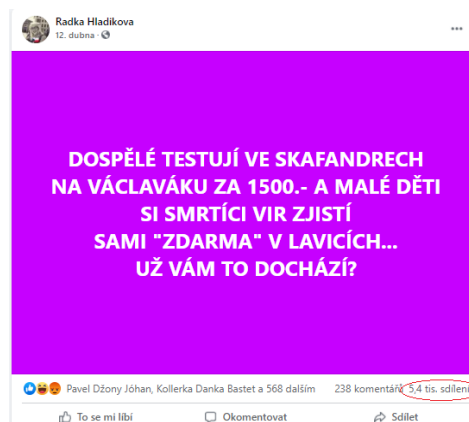 Radka Hladikova
12. dubna
DOSPĚLÉ TESTUJÍ VE SKAFANDRECH
NA VÁCLAVÁKU ZA 1500.- A MALÉ DĚTI
SI SMRTÍCI VIR ZJISTÍ
SAMI "ZDARMA" V LAVICÍCH...
UŽ VÁM TO DOCHÁZÍ?
Pavel Džony Jóhan, Kollerka Danka Bastet a 568 dalším 238 komentářů 5,4 tis. sdílení
To se mi líbí Okomentovat Sdílet